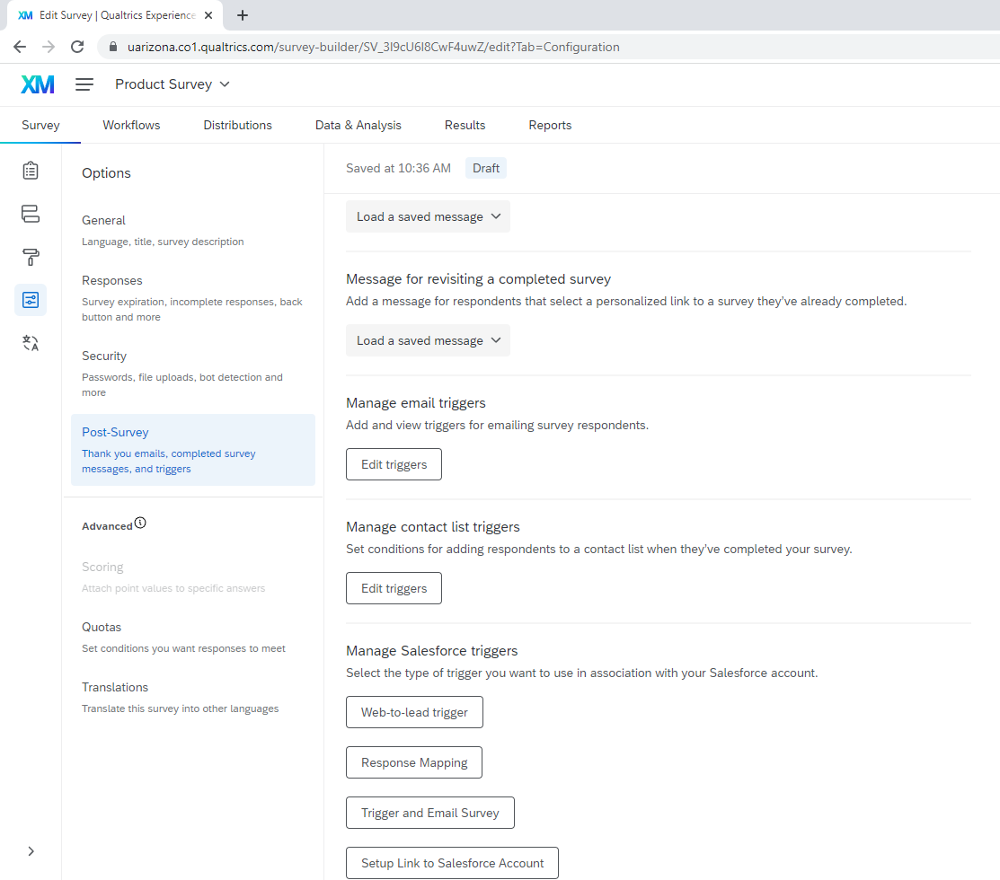 XM Edit Survey | Qualtrics Experience
uarizona.co1.qualtrics.com/survey-builder/SV_3I9cU6I8CwF4uwZ/edit?Tab=Configuration
XM Product Survey
Survey Workflows Distributions Data & Analysis Results Reports
Options
General
Language, title, survey description
Responses
Survey expiration, incomplete responses, back
button and more
Security
Passwords, file uploads, bot detection and
more
Post-Survey
Thank you emails, completed survey
messages, and triggers
Advanced
Scoring
Attach point values to specific answers
Quotas
Set conditions you want responses to meet
Translations
Translate this survey into other languages
Saved at 10:36 AM Draft
Load a saved message
Message for revisiting a completed survey
Add a message for respondents that select a personalized link to a survey they've already completed.
Load a saved message
Manage email triggers
Add and view triggers for emailing survey respondents.
Edit triggers
Manage contact list triggers
Set conditions for adding respondents to a contact list when they've completed your survey.
Edit triggers
Manage Salesforce triggers
Select the type of trigger you want to use in association with your Salesforce account.
Web-to-lead trigger
Response Mapping
Trigger and Email Survey
Setup Link to Salesforce Account